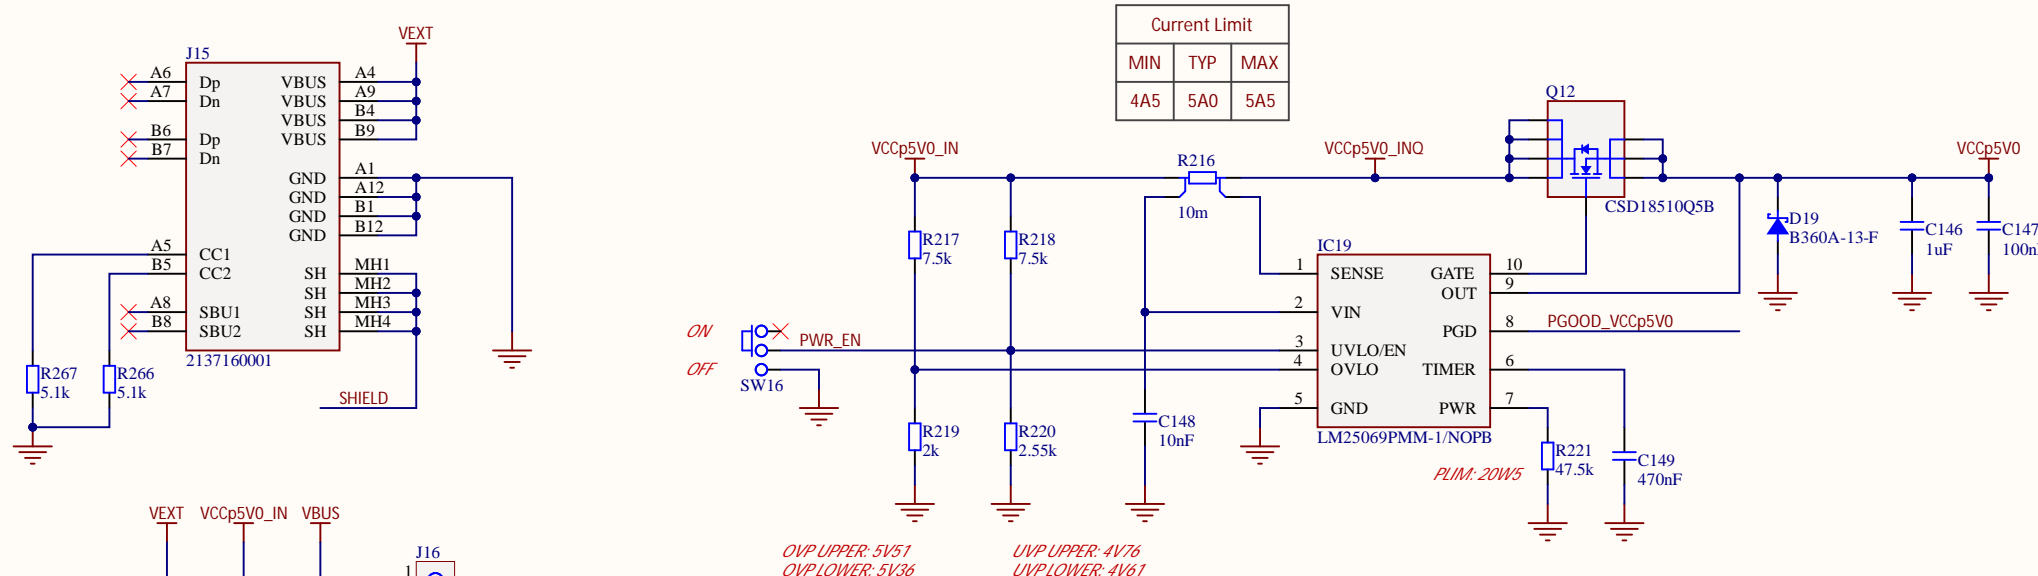 Current Limit
MIN TYP MAX
4A5 5A0 5A5
VEXT
J15
A6 Dp VBUS A4
A7 Dn VBUS A9
VBUS B4
B6 Dp VBUS B9
B7 Dn
GND A1
GND A12
GND B1
GND B12
A5 CC1
B5 CC2 SH MH1
SH MH2
A8 SBU1 SH MH3
B8 SBU2 SH MH4
2137160001
R267
5.1k
R266
5.1k
SHIELD
VEXT VCCp5V0_IN VBUS
J16
1
VCCp5V0_IN
R216
10m
VCCp5V0_INQ
Q12
CSD18510Q5B
VCCp5V0
R217
7.5k
R218
7.5k
D19
B360A-13-F
C146
1uF
C147
100n
ON
OFF
PWR_EN
SW16
R219
2k
R220
2.55k
C148
10nF
IC19
1 SENSE GATE 10
OUT 9
2 VIN
PGD 8 PGOOD_VCCp5V0
3 UVLO/EN
4 OVLO TIMER 6
5 GND PWR 7
LM25069PMM-1/NOPB
PLIM: 20W5
R221
47.5k
C149
470nF
OVP UPPER: 5V51
OVP LOWER: 5V36
UVP UPPER: 4V76
UVP LOWER: 4V61